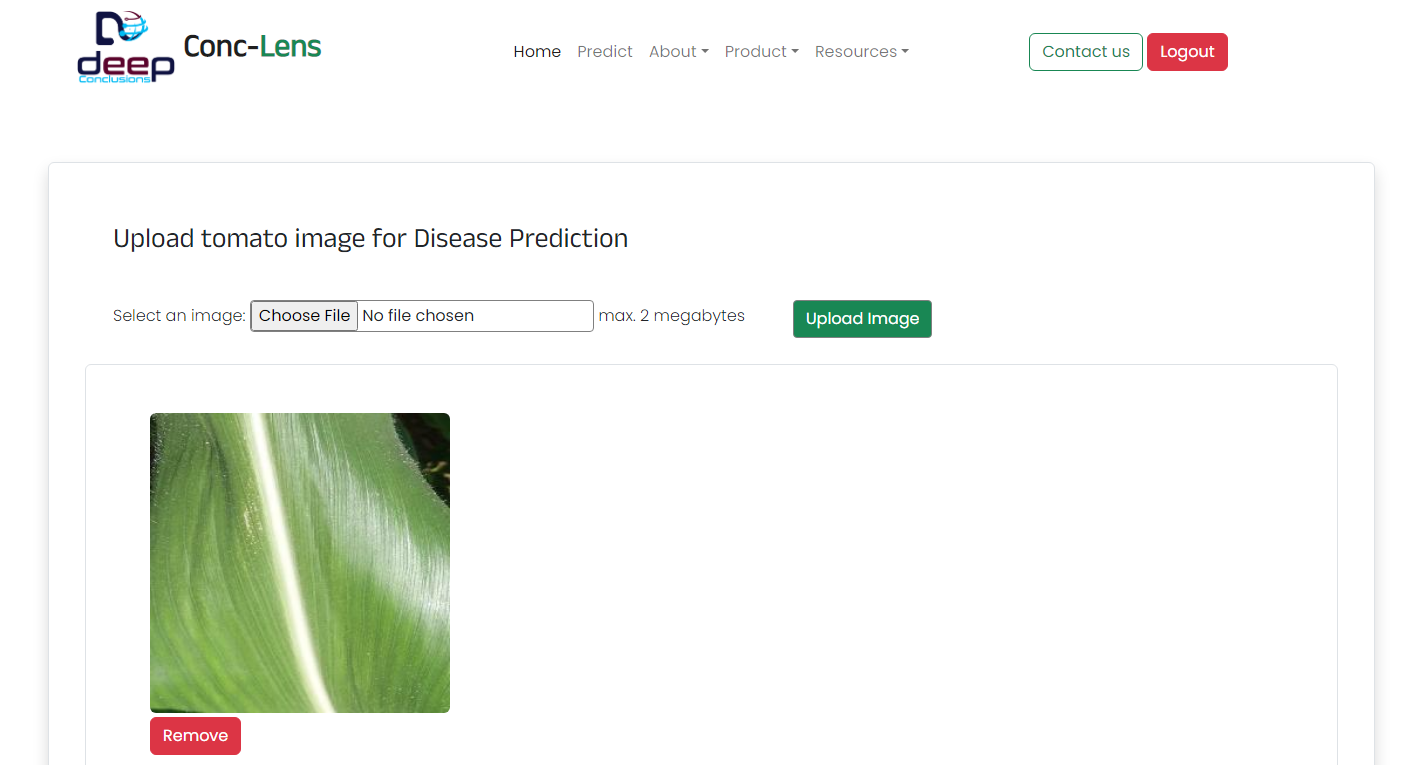 deep
Conclusions
Conc-Lens
Home Predict About Product Resources
Contact us Logout
Upload tomato image for Disease Prediction
Select an image: Choose File No file chosen max. 2 megabytes Upload Image
Remove